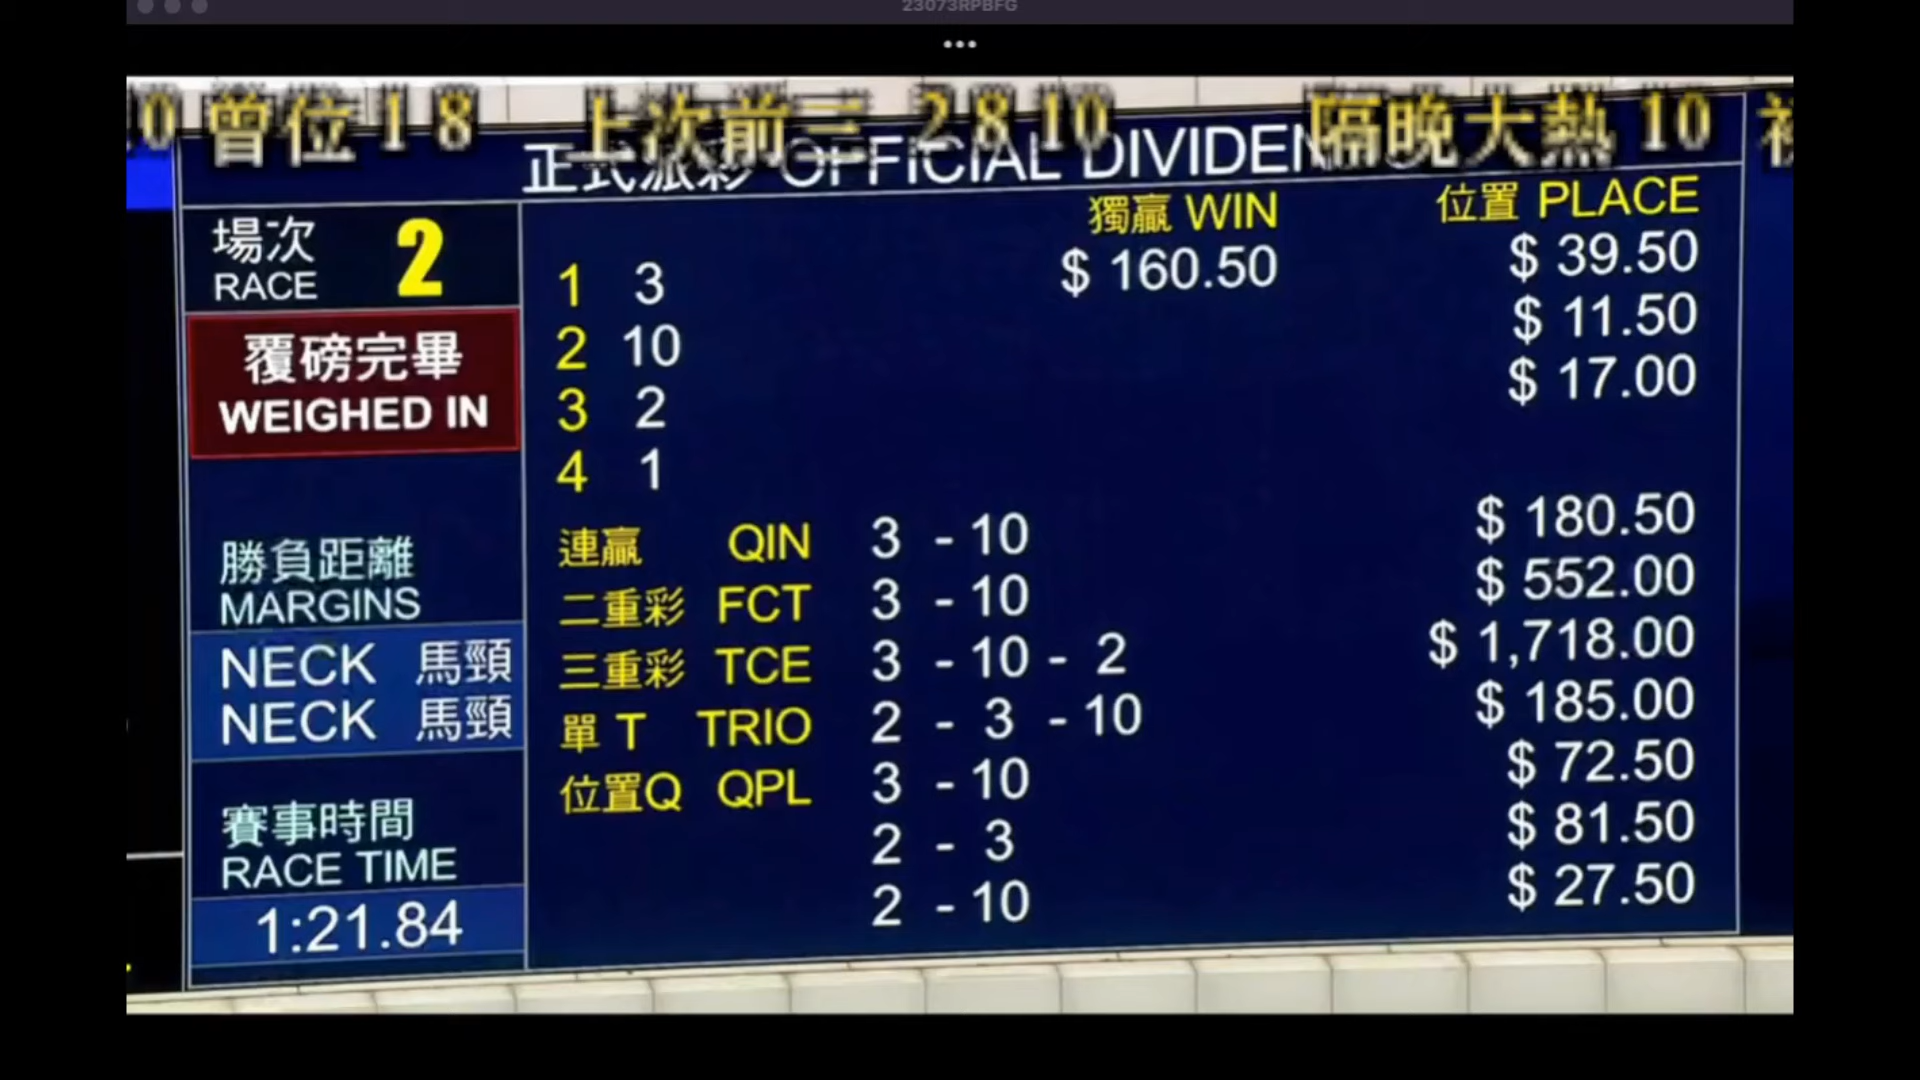 23073RPBFG
•••
0 曾位 1 8 上次前三 2 8 10 隔晚大熱 10
正式派彩 OFFICIAL DIVIDEN
場次 RACE 2
獨贏 WIN 位置 PLACE
1 3 $ 160.50 $ 39.50
2 10 $ 11.50
3 2 $ 17.00
4 1
覆磅完畢
WEIGHED IN
勝負距離
MARGINS
NECK 馬頸
NECK 馬頸
賽事時間
RACE TIME
1:21.84
連贏 QIN 3 - 10 $ 180.50
二重彩 FCT 3 - 10 $ 552.00
三重彩 TCE 3 - 10 - 2 $ 1,718.00
單 T TRIO 2 - 3 - 10 $ 185.00
位置Q QPL 3 - 10 $ 72.50
2 - 3 $ 81.50
2 - 10 $ 27.50